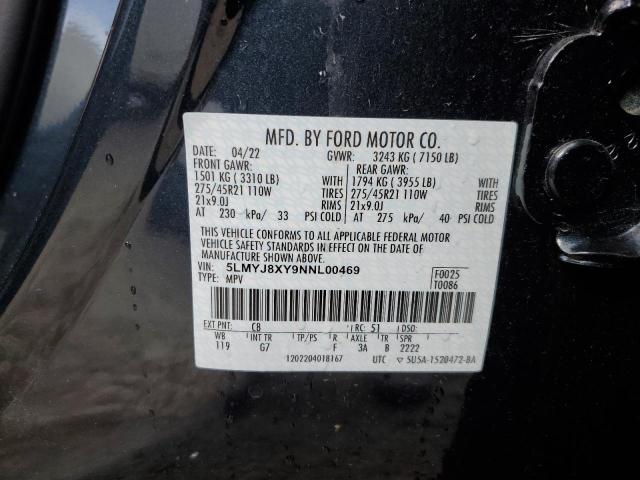 MFD. BY FORD MOTOR CO.
DATE: 04/22 GVWR: 3243 KG ( 7150 LB)
FRONT GAWR: REAR GAWR:
1501 KG ( 3310 LB) 1794 KG ( 3955 LB)
275/45R21 110W TIRES 275/45R21 110W TIRES
21x9.0J RIMS 21x9.0J RIMS
AT 230 kPa/ 33 PSI COLD AT 275 kPa/ 40 PSI COLD
THIS VEHICLE CONFORMS TO ALL APPLICABLE FEDERAL MOTOR
VEHICLE SAFETY STANDARDS IN EFFECT ON THE DATE OF
MANUFACTURE SHOWN ABOVE.
VIN: 5LMYJ8XY9NNL00469 F0025
TYPE: MPV T0086
EXT PNT: C8 RC: 51 DSO:
WB INT TR TP/PS R AXLE TR SPR
119 G7 F 3A B 2222
1202204018167 UTC ▽ 5U5A-1520472-BA